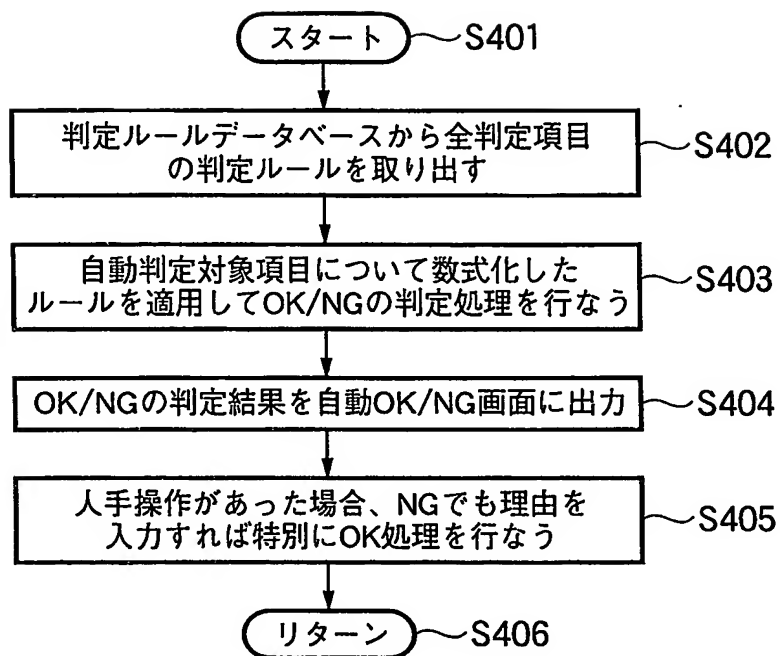 スタート
S401
判定ルールデータベースから全判定項目
の判定ルールを取り出す
S402
自動判定対象項目について数式化した
ルールを適用してOK/NGの判定処理を行なう
S403
OK/NGの判定結果を自動OK/NG画面に出力
S404
人手操作があった場合、NGでも理由を
入力すれば特別にOK処理を行なう
S405
リターン
S406